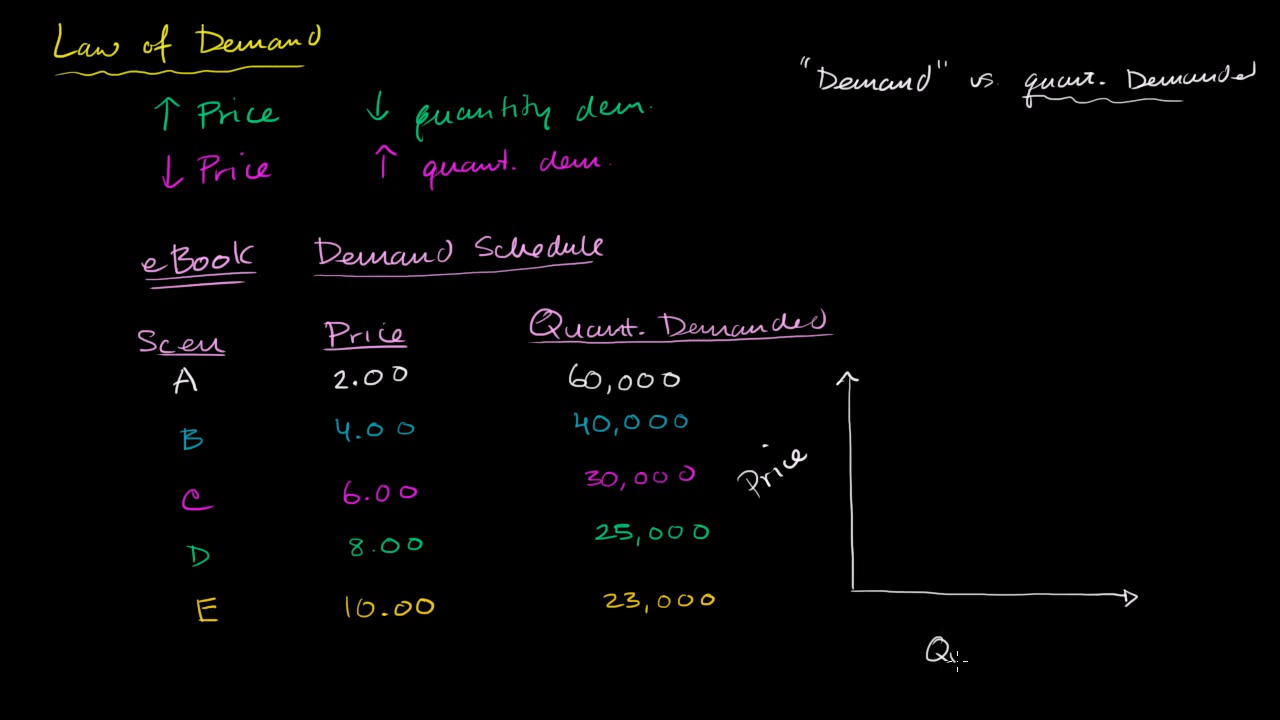 Law of Demand
"Demand" vs. quant. Demanded
↑ Price ↓ quantity dem.
↓ Price ↑ quant. dem.
eBook Demand Schedule
Scen Price Quant. Demanded
A 2.00 60,000
B 4.00 40,000
C 6.00 30,000
D 8.00 25,000
E 10.00 23,000
Price
Qu